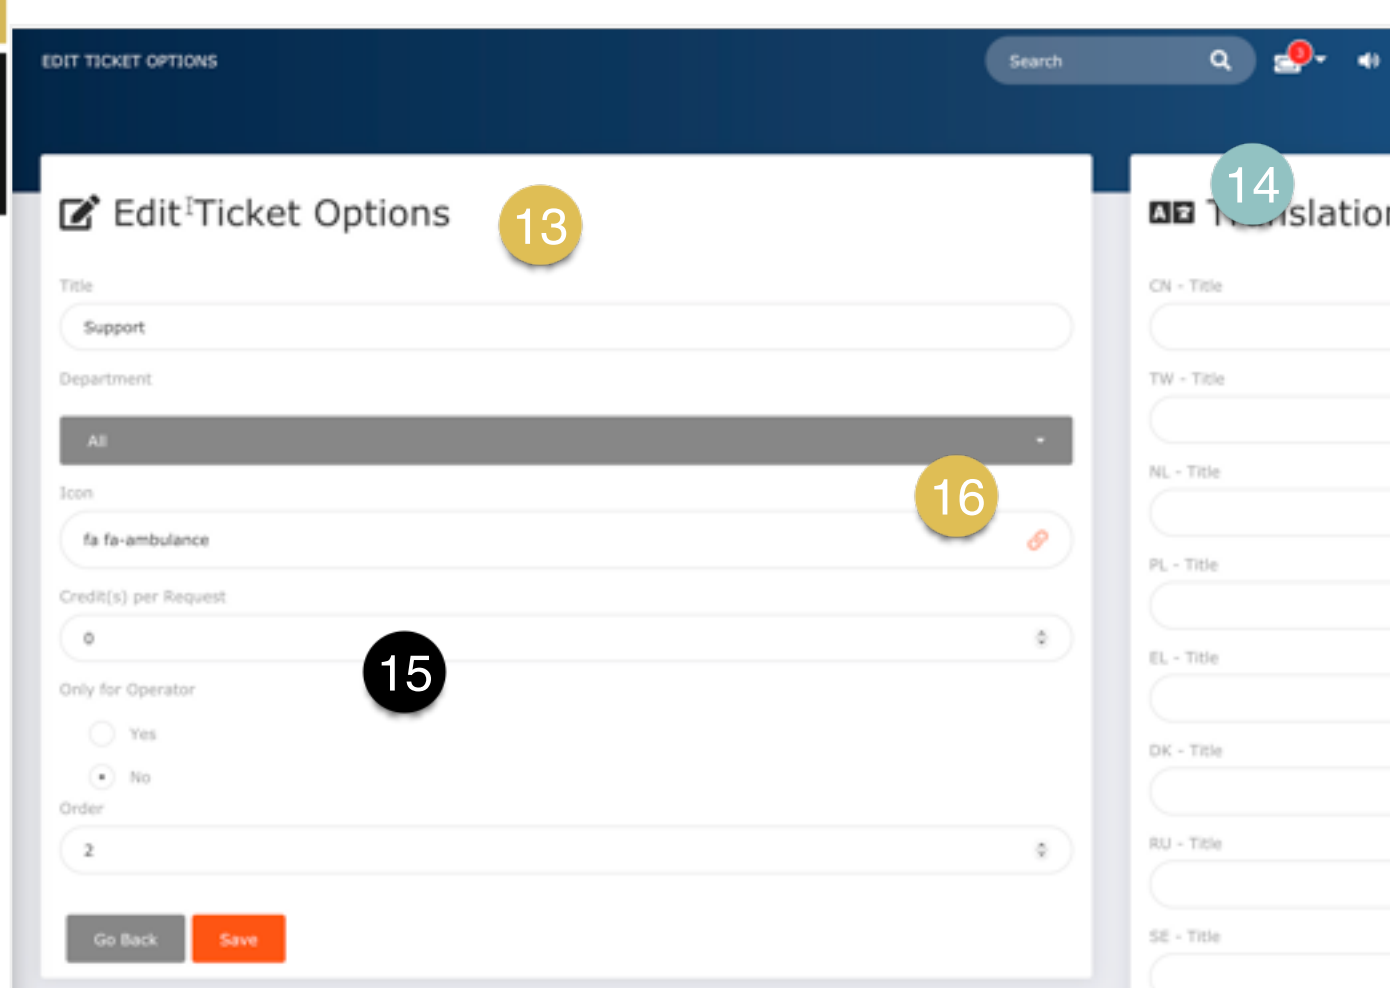 EDIT TICKET OPTIONS
Search
3
Edit Ticket Options
13
Title
Support
Department
All
Icon
16
fa fa-ambulance
Credit(s) per Request
0
15
Only for Operator
Yes
No
Order
2
Go Back
Save
14
CN - Title
TW - Title
NL - Title
PL - Title
EL - Title
DK - Title
RU - Title
SE - Title